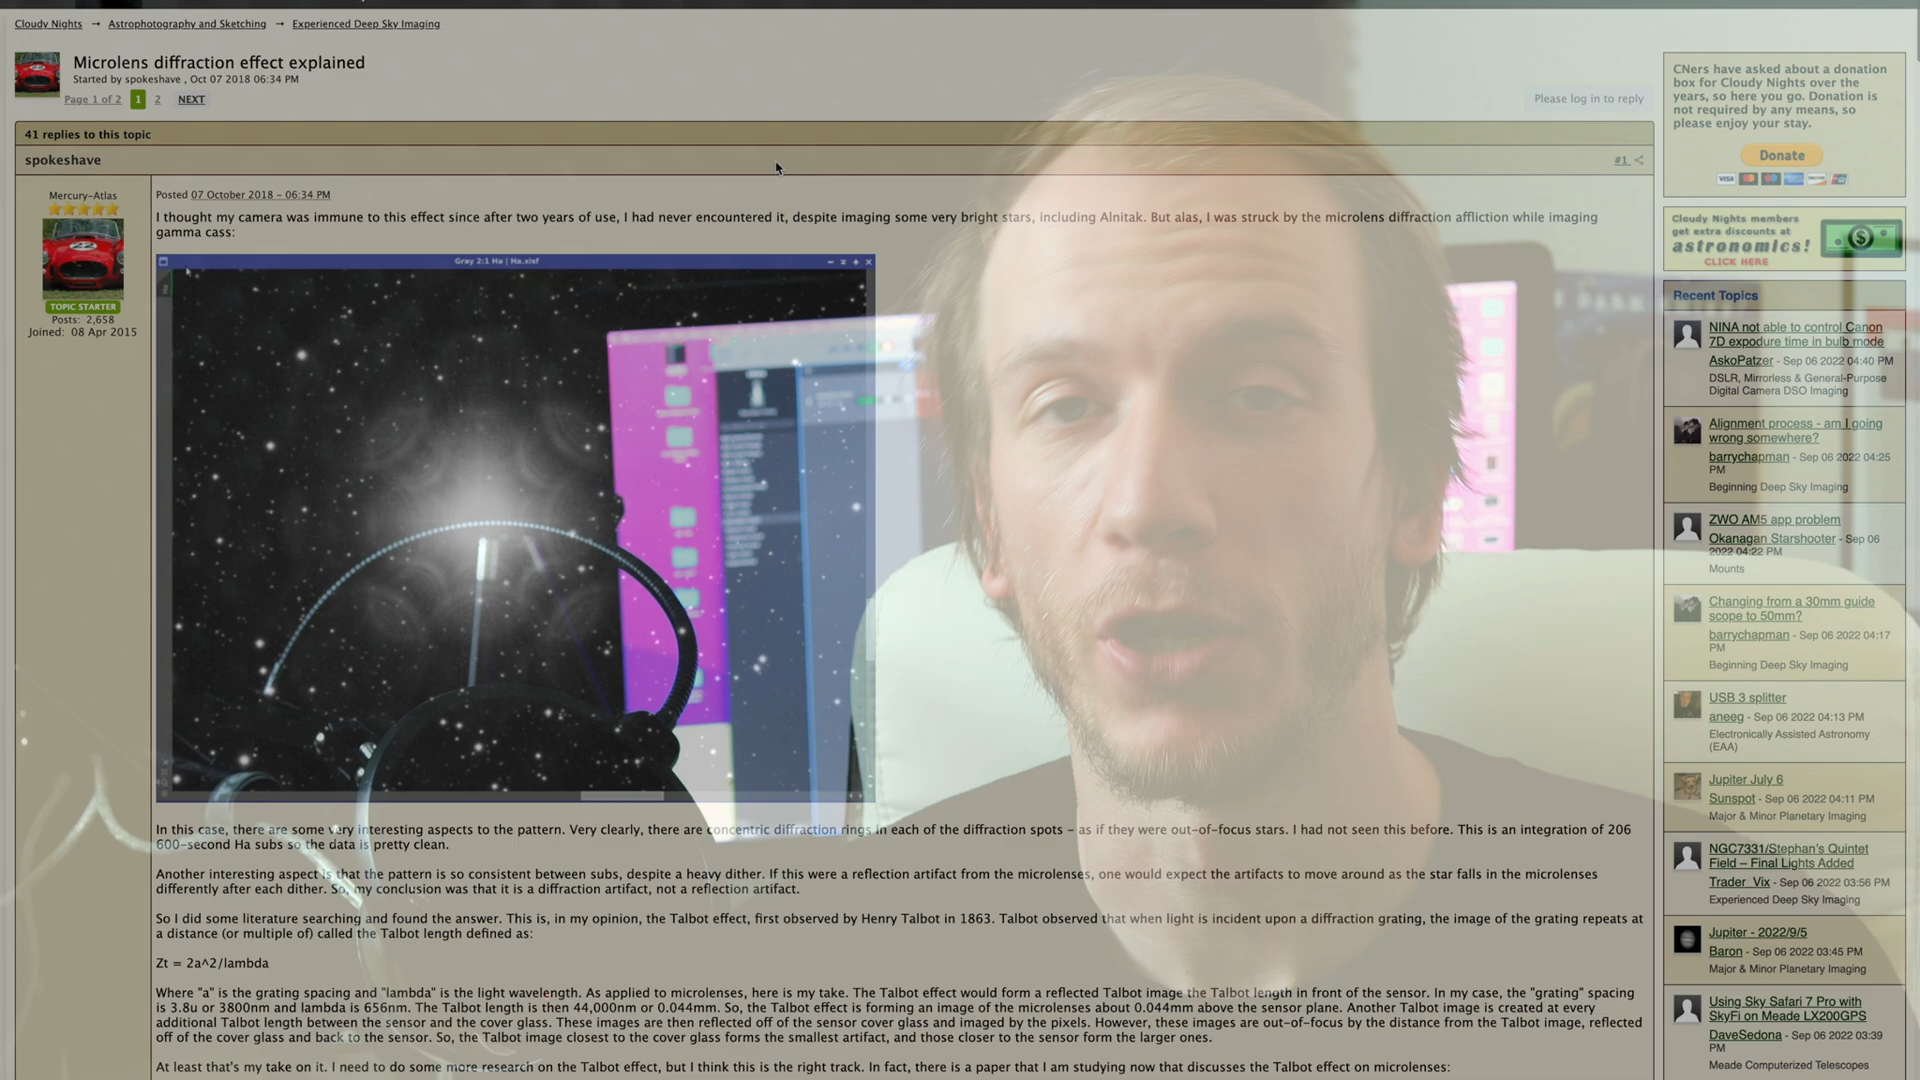 Cloudy Nights → Astrophotography and Sketching → Experienced Deep Sky Imaging
Microlens diffraction effect explained
Started by spokeshave , Oct 07 2018 06:34 PM
Page 1 of 2 1 2 NEXT
Please log in to reply
41 replies to this topic
spokeshave
#1
Mercury-Atlas
22
TOPIC STARTER
Posts: 2,658
Joined: 08 Apr 2015
Posted 07 October 2018 - 06:34 PM
I thought my camera was immune to this effect since after two years of use, I had never encountered it, despite imaging some very bright stars, including Alnitak. But alas, I was struck by the microlens diffraction affliction while imaging
gamma cass:
Gray 2:1 Ha | Ha.xisf
In this case, there are some very interesting aspects to the pattern. Very clearly, there are concentric diffraction rings in each of the diffraction spots - as if they were out-of-focus stars. I had not seen this before. This is an integration of 206
600-second Ha subs so the data is pretty clean.
Another interesting aspect is that the pattern is so consistent between subs, despite a heavy dither. If this were a reflection artifact from the microlenses, one would expect the artifacts to move around as the star falls in the microlenses
differently after each dither. So, my conclusion was that it is a diffraction artifact, not a reflection artifact.
So I did some literature searching and found the answer. This is, in my opinion, the Talbot effect, first observed by Henry Talbot in 1863. Talbot observed that when light is incident upon a diffraction grating, the image of the grating repeats at
a distance (or multiple of) called the Talbot length defined as:
Zt = 2a^2/lambda
Where "a" is the grating spacing and "lambda" is the light wavelength. As applied to microlenses, here is my take. The Talbot effect would form a reflected Talbot image the Talbot length in front of the sensor. In my case, the "grating" spacing
is 3.8u or 3800nm and lambda is 656nm. The Talbot length is then 44,000nm or 0.044mm. So, the Talbot effect is forming an image of the microlenses about 0.044mm above the sensor plane. Another Talbot image is created at every
additional Talbot length between the sensor and the cover glass. These images are then reflected off of the sensor cover glass and imaged by the pixels. However, these images are out-of-focus by the distance from the Talbot image, reflected
off of the cover glass and back to the sensor. So, the Talbot image closest to the cover glass forms the smallest artifact, and those closer to the sensor form the larger ones.
At least that's my take on it. I need to do some more research on the Talbot effect, but I think this is the right track. In fact, there is a paper that I am studying now that discusses the Talbot effect on microlenses:
CNers have asked about a donation
box for Cloudy Nights over the
years, so here you go. Donation is
not required by any means, so
please enjoy your stay.
Donate
VISA
Cloudy Nights members
get extra discounts at
astronomics!
CLICK HERE
Recent Topics
NINA not able to control Canon
7D expodure time in bulb mode
AskoPatzer - Sep 06 2022 04:40 PM
DSLR, Mirrorless & General-Purpose
Digital Camera DSO Imaging
Alignment process - am I going
wrong somewhere?
barrychapman - Sep 06 2022 04:25
PM
Beginning Deep Sky Imaging
ZWO AM5 app problem
Okanagan Starshooter - Sep 06
2022 04:22 PM
Mounts
Changing from a 30mm guide
scope to 50mm?
barrychapman - Sep 06 2022 04:17
PM
Beginning Deep Sky Imaging
USB 3 splitter
aneeg - Sep 06 2022 04:13 PM
Electronically Assisted Astronomy
(EAA)
Jupiter July 6
Sunspot - Sep 06 2022 04:11 PM
Major & Minor Planetary Imaging
NGC7331/Stephan's Quintet
Field – Final Lights Added
Trader_Vix - Sep 06 2022 03:56 PM
Experienced Deep Sky Imaging
Jupiter - 2022/9/5
Baron - Sep 06 2022 03:45 PM
Major & Minor Planetary Imaging
Using Sky Safari 7 Pro with
SkyFi on Meade LX200GPS
DaveSedona - Sep 06 2022 03:39
PM
Meade Computerized Telescopes